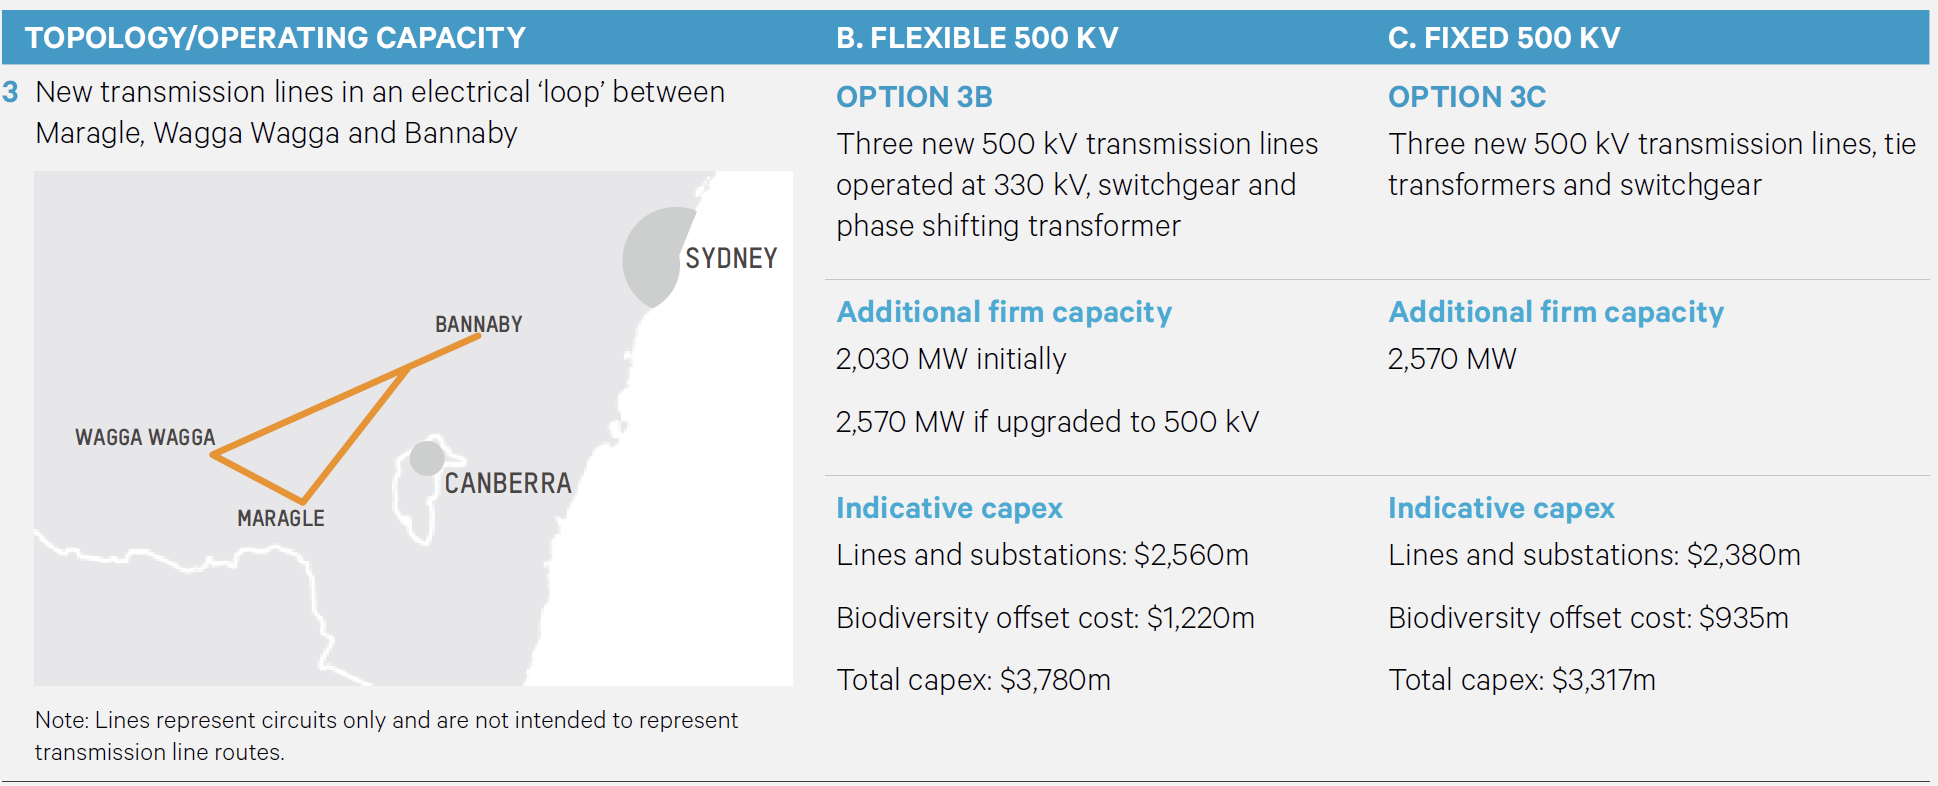 TOPOLOGY/OPERATING CAPACITY
B. FLEXIBLE 500 KV
C. FIXED 500 KV
3 New transmission lines in an electrical ‘loop’ between
Maragle, Wagga Wagga and Bannaby
SYDNEY
BANNABY
WAGGA WAGGA
CANBERRA
MARAGLE
Note: Lines represent circuits only and are not intended to represent
transmission line routes.
OPTION 3B
Three new 500 kV transmission lines
operated at 330 kV, switchgear and
phase shifting transformer
Additional firm capacity
2,030 MW initially
2,570 MW if upgraded to 500 kV
Indicative capex
Lines and substations: $2,560m
Biodiversity offset cost: $1,220m
Total capex: $3,780m
OPTION 3C
Three new 500 kV transmission lines, tie
transformers and switchgear
Additional firm capacity
2,570 MW
Indicative capex
Lines and substations: $2,380m
Biodiversity offset cost: $935m
Total capex: $3,317m